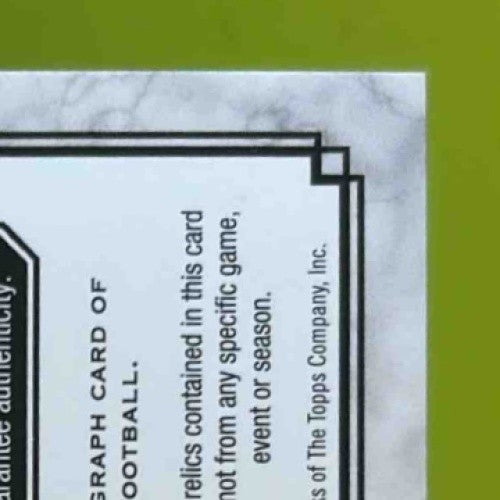 authenticity.
GRAPH CARD OF
OOTBALL.
relics contained in this card
not from any specific game,
event or season.
of The Topps Company, Inc.